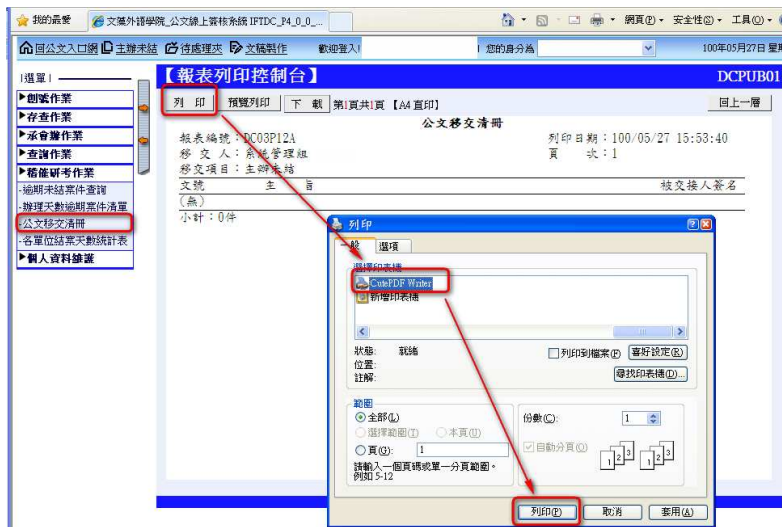 我的最愛 文藻外語學院_公文線上簽核系統 IFTDC_P4_0_0_... 網頁(P) 安全性(S) 工具(O)
回公文入口網 主辦未結 待處理夾 文稿製作 歡迎登入! 您的身分為 100年05月27日 星
|選單|
【報表列印控制台】 DCPUB01
列 印 預覽列印 下 載 第1頁共1頁 【A4 直印】 回上一層
創號作業
存查作業
承會辦作業
查詢作業
稽催研考作業
-逾期未結案件查詢
-辦理天數逾期案件清單
-公文移交清冊
-各單位結案天數統計表
個人資料維護
公文移交清冊
報表編號：DC03P12A 列印日期：100/05/27 15:53:40
移 交 人：系統管理組 頁 次：1
移交項目：主辦未結
文號 主 旨 核交接人簽名
(無)
小計：0件
列印
一般 選項
選擇印表機
CutePDF Writer
新增印表機
狀態: 就緒
位置:
註解:
列印到檔案(F) 喜好設定(R)
尋找印表機(D)...
範圍
全部(L)
選擇範圍(T) 本頁(U)
頁(G): 1
請輸入一個頁碼或單一分頁範圍。
例如 5-12
份數(C): 1
自動分頁(O)
1 2 3 1 2 3
列印(P) 取消 套用(A)